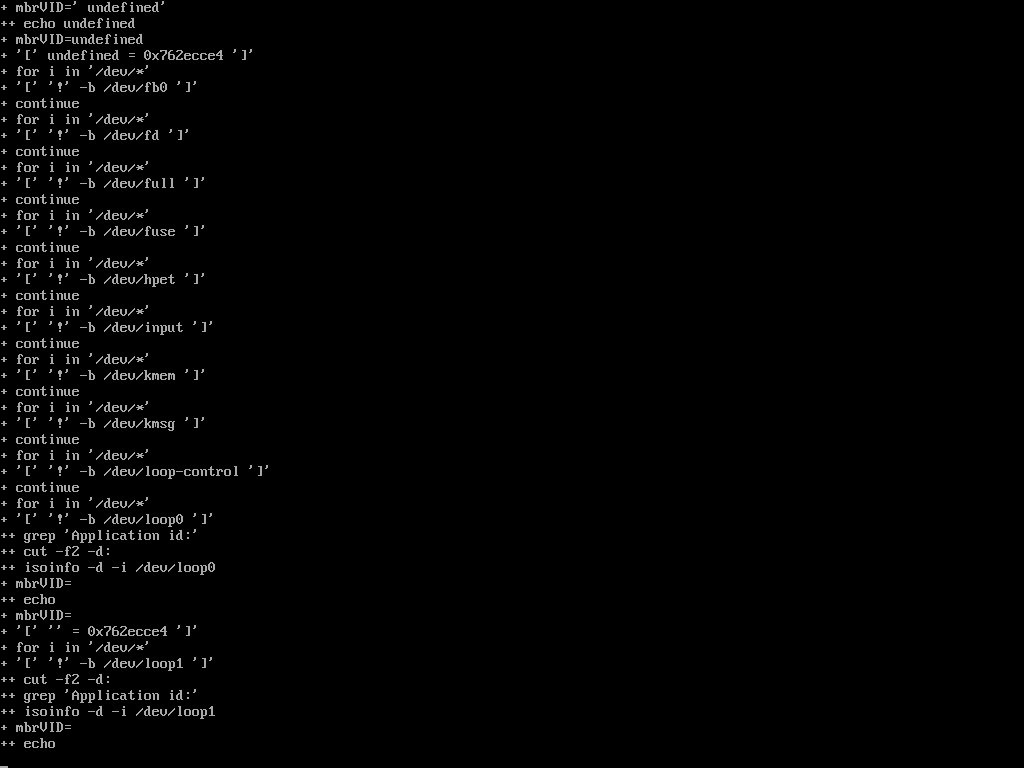 + mbrVID=' undefined'
++ echo undefined
+ mbrVID=undefined
+ '[' undefined = 0x762ecce4 ']'
+ for i in '/dev/*'
+ '[' '!' -b /dev/fb0 ']'
+ continue
+ for i in '/dev/*'
+ '[' '!' -b /dev/fd ']'
+ continue
+ for i in '/dev/*'
+ '[' '!' -b /dev/full ']'
+ continue
+ for i in '/dev/*'
+ '[' '!' -b /dev/fuse ']'
+ continue
+ for i in '/dev/*'
+ '[' '!' -b /dev/hpet ']'
+ continue
+ for i in '/dev/*'
+ '[' '!' -b /dev/input ']'
+ continue
+ for i in '/dev/*'
+ '[' '!' -b /dev/kmem ']'
+ continue
+ for i in '/dev/*'
+ '[' '!' -b /dev/kmsg ']'
+ continue
+ for i in '/dev/*'
+ '[' '!' -b /dev/loop-control ']'
+ continue
+ for i in '/dev/*'
+ '[' '!' -b /dev/loop0 ']'
++ grep 'Application id:'
++ cut -f2 -d:
++ isoinfo -d -i /dev/loop0
+ mbrVID=
++ echo
+ mbrVID=
+ '[' '' = 0x762ecce4 ']'
+ for i in '/dev/*'
+ '[' '!' -b /dev/loop1 ']'
++ cut -f2 -d:
++ grep 'Application id:'
++ isoinfo -d -i /dev/loop1
+ mbrVID=
++ echo